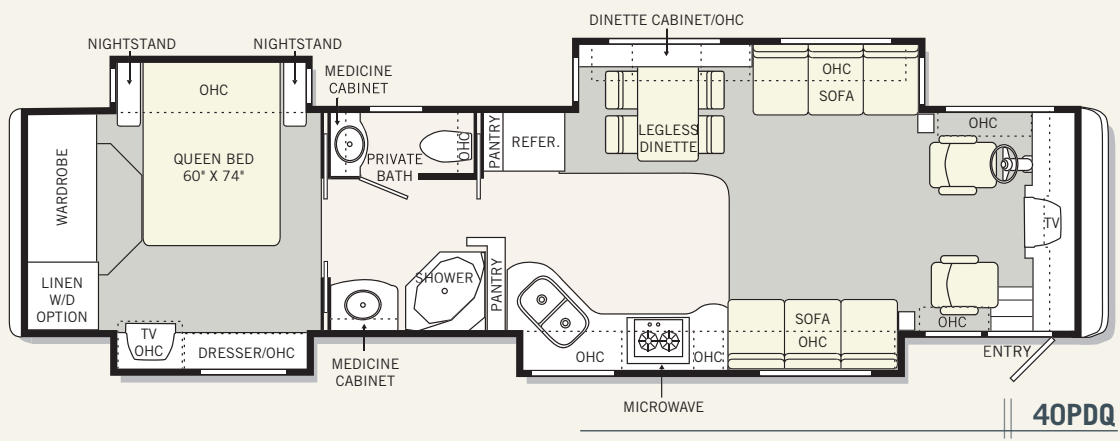 DINETTE CABINET/OHC
NIGHTSTAND
NIGHTSTAND
MEDICINE
CABINET
OHC
QUEEN BED
60" X 74"
WARDROBE
LINEN
W/D
OPTION
TV
OHC
DRESSER/OHC
PRIVATE
BATH
OHC
PANTRY
REFER.
SHOWER
PANTRY
MEDICINE
CABINET
LEGLESS
DINETTE
OHC
SOFA
OHC
TV
OHC
ENTRY
SOFA
OHC
OHC
OHC
MICROWAVE
40PDQ